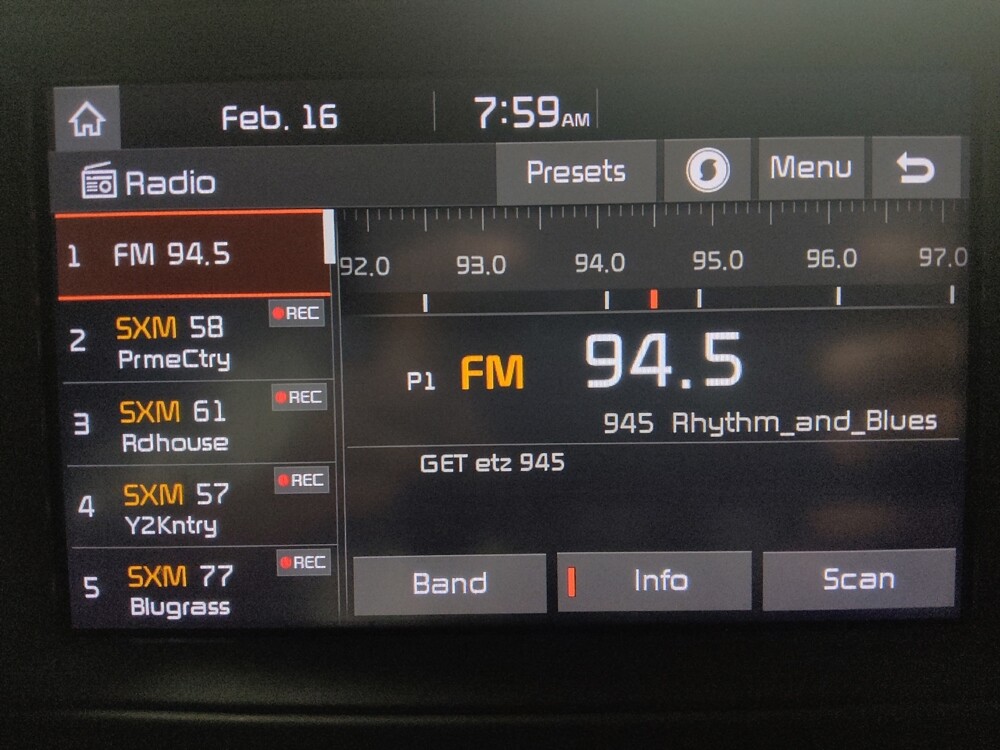 Feb. 16 7:59 AM
Radio Presets Menu
1 FM 94.5
2 SXM 58 REC
PrmeCtry
3 SXM 61 REC
Rdhouse
4 SXM 57 REC
Y2Kntry
5 SXM 77 REC
Blugrass
92.0 93.0 94.0 95.0 96.0 97.0
P1 FM 94.5
945 Rhythm_and_Blues
GET etz 945
Band Info Scan